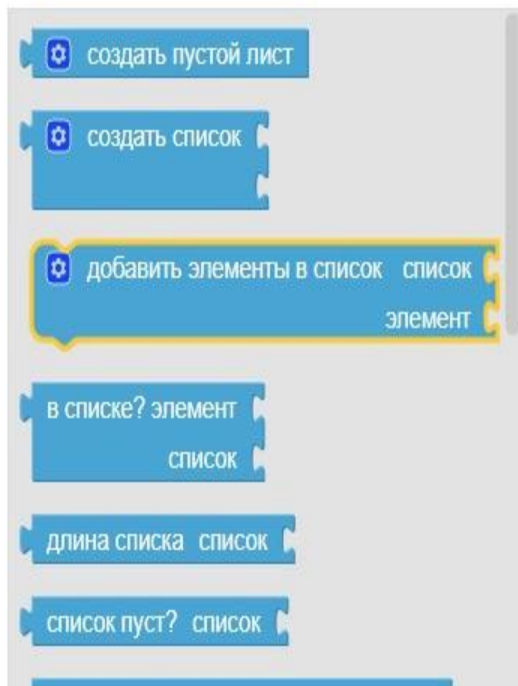 создать пустой лист
создать список
добавить элементы в список список
элемент
в списке? элемент
список
длина списка список
список пуст? список